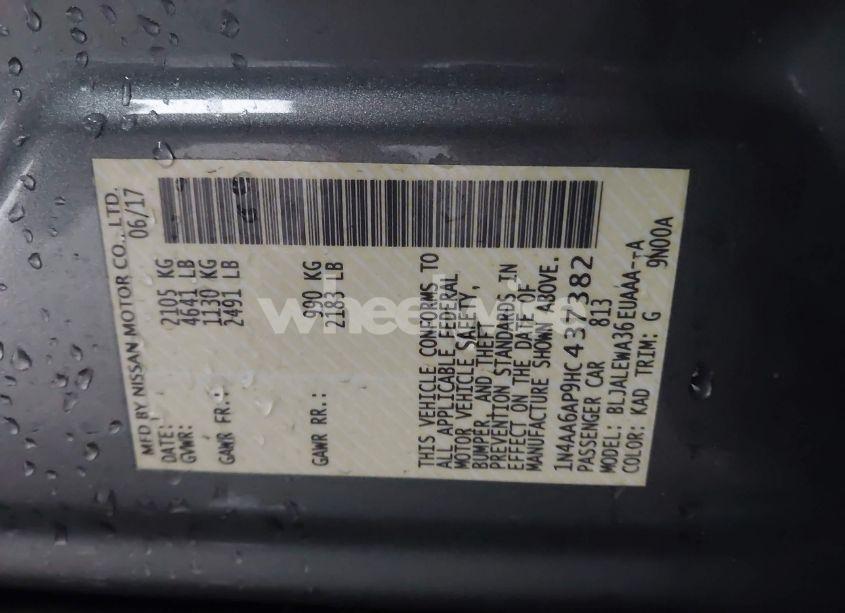 MFD BY NISSAN MOTOR CO., LTD.
DATE: 06/17
GVWR: 2105 KG
4641 LB
GAWR FR.: 1130 KG
2491 LB
GAWR RR.: 990 KG
2183 LB
THIS VEHICLE CONFORMS TO
ALL APPLICABLE FEDERAL
MOTOR VEHICLE SAFETY,
BUMPER, AND THEFT
PREVENTION STANDARDS IN
EFFECT ON THE DATE OF
MANUFACTURE SHOWN ABOVE.
1N4AA6AP9HC437382
PASSENGER CAR 813
MODEL: BLJALEWA36EUAAA--A
COLOR: KAD TRIM: G 9N00A